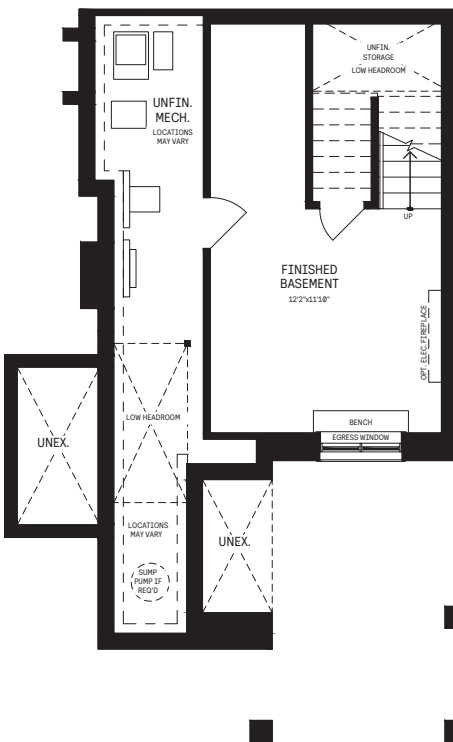 UNFIN.
STORAGE
LOW HEADROOM
UNFIN.
MECH.
LOCATIONS
MAY VARY
UP
FINISHED
BASEMENT
12'2"x11'10"
OPT. ELEC. FIREPLACE
LOW HEADROOM
BENCH
EGRESS WINDOW
UNEX.
LOCATIONS
MAY VARY
UNEX.
SUMP
PUMP IF
REQ'D